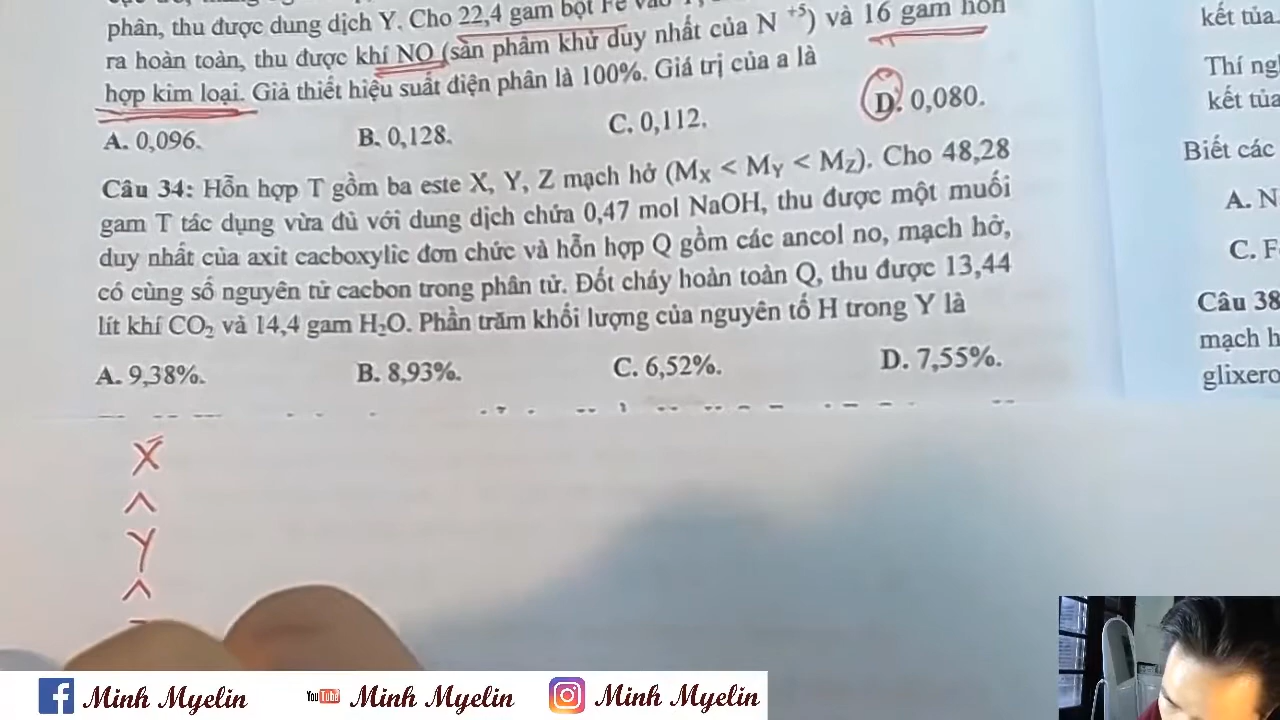 phân, thu được dung dịch Y. Cho 22,4 gam bột Fe vào
ra hoàn toàn, thu được khí NO (sản phẩm khử duy nhất của N +5) và 16 gam hỗn
hợp kim loại. Giả thiết hiệu suất điện phân là 100%. Giá trị của a là
A. 0,096. B. 0,128. C. 0,112. D. 0,080.
Câu 34: Hỗn hợp T gồm ba este X, Y, Z mạch hở (MX < MY < MZ). Cho 48,28
gam T tác dụng vừa đủ với dung dịch chứa 0,47 mol NaOH, thu được một muối
duy nhất của axit cacboxylic đơn chức và hỗn hợp Q gồm các ancol no, mạch hở,
có cùng số nguyên tử cacbon trong phân tử. Đốt cháy hoàn toàn Q, thu được 13,44
lít khí CO2 và 14,4 gam H2O. Phần trăm khối lượng của nguyên tố H trong Y là
A. 9,38%. B. 8,93%. C. 6,52%. D. 7,55%.
X
^
Y
^
kết tủa.
Thí
kết tủa
Biết các
A. N
C. F
Câu 38
mạch h
glixero
Minh Myelin YouTube Minh Myelin Minh Myelin